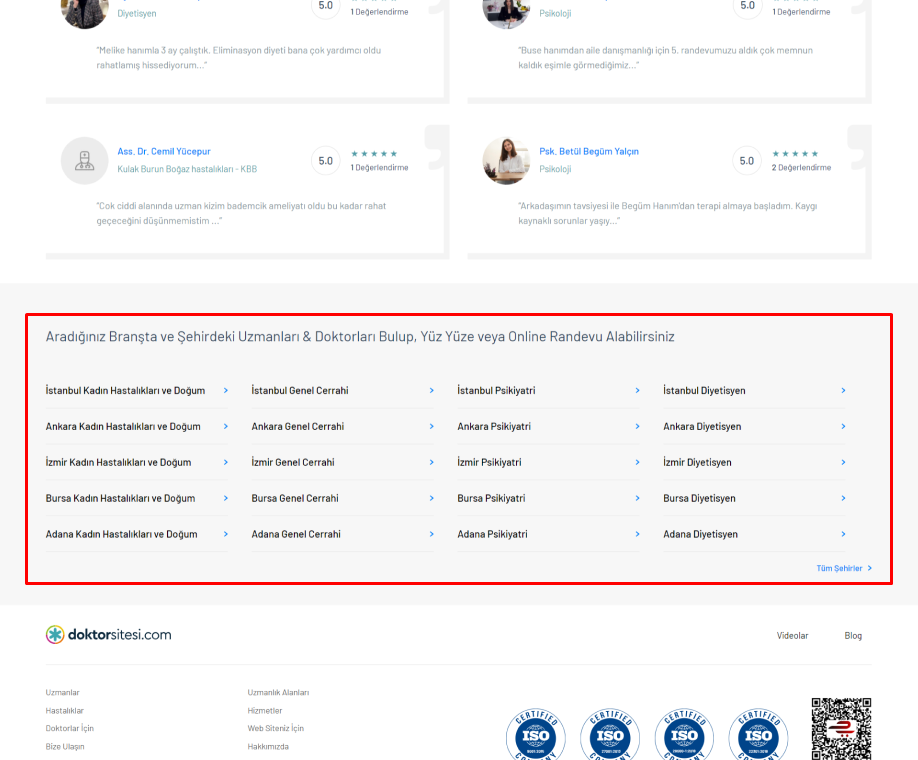 Diyetisyen
5.0
1 Değerlendirme
"Melike hanımla 3 ay çalıştık. Eliminasyon diyeti bana çok yardımcı oldu
rahatlamış hissediyorum..."
Psikoloji
5.0
1 Değerlendirme
"Buse hanımdan aile danışmanlığı için 5. randevumuzu aldık çok memnun
kaldık eşimle görmediğimiz..."
Ass. Dr. Cemil Yücepur
Kulak Burun Boğaz hastalıkları - KBB
5.0
1 Değerlendirme
"Cok ciddi alanında uzman kizim bademcik ameliyatı oldu bu kadar rahat
geçeceğini düşünmemistim ..."
Psk. Betül Begüm Yalçın
Psikoloji
5.0
2 Değerlendirme
"Arkadaşımın tavsiyesi ile Begüm Hanım'dan terapi almaya başladım. Kaygı
kaynaklı sorunlar yaşıy..."
Aradığınız Branşta ve Şehirdeki Uzmanları & Doktorları Bulup, Yüz Yüze veya Online Randevu Alabilirsiniz
İstanbul Kadın Hastalıkları ve Doğum
İstanbul Genel Cerrahi
İstanbul Psikiyatri
İstanbul Diyetisyen
Ankara Kadın Hastalıkları ve Doğum
Ankara Genel Cerrahi
Ankara Psikiyatri
Ankara Diyetisyen
İzmir Kadın Hastalıkları ve Doğum
İzmir Genel Cerrahi
İzmir Psikiyatri
İzmir Diyetisyen
Bursa Kadın Hastalıkları ve Doğum
Bursa Genel Cerrahi
Bursa Psikiyatri
Bursa Diyetisyen
Adana Kadın Hastalıkları ve Doğum
Adana Genel Cerrahi
Adana Psikiyatri
Adana Diyetisyen
Tüm Şehirler
doktorsitesi.com
Videolar
Blog
Uzmanlar
Hastalıklar
Doktorlar İçin
Bize Ulaşın
Uzmanlık Alanları
Hizmetler
Web Siteniz İçin
Hakkımızda
CERTIFIED
ISO
CERTIFIED
ISO
CERTIFIED
ISO
CERTIFIED
ISO